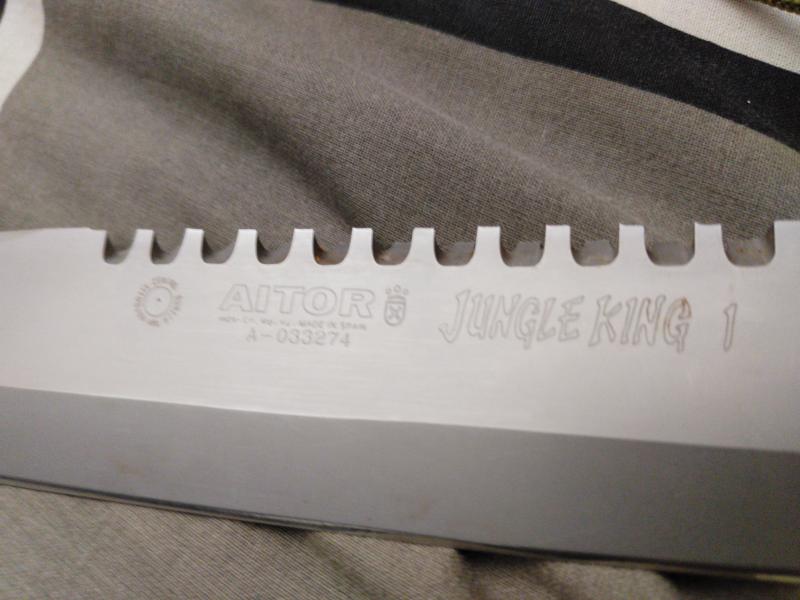 AITOR
MADE IN SPAIN
A-033274
JUNGLE KING 1